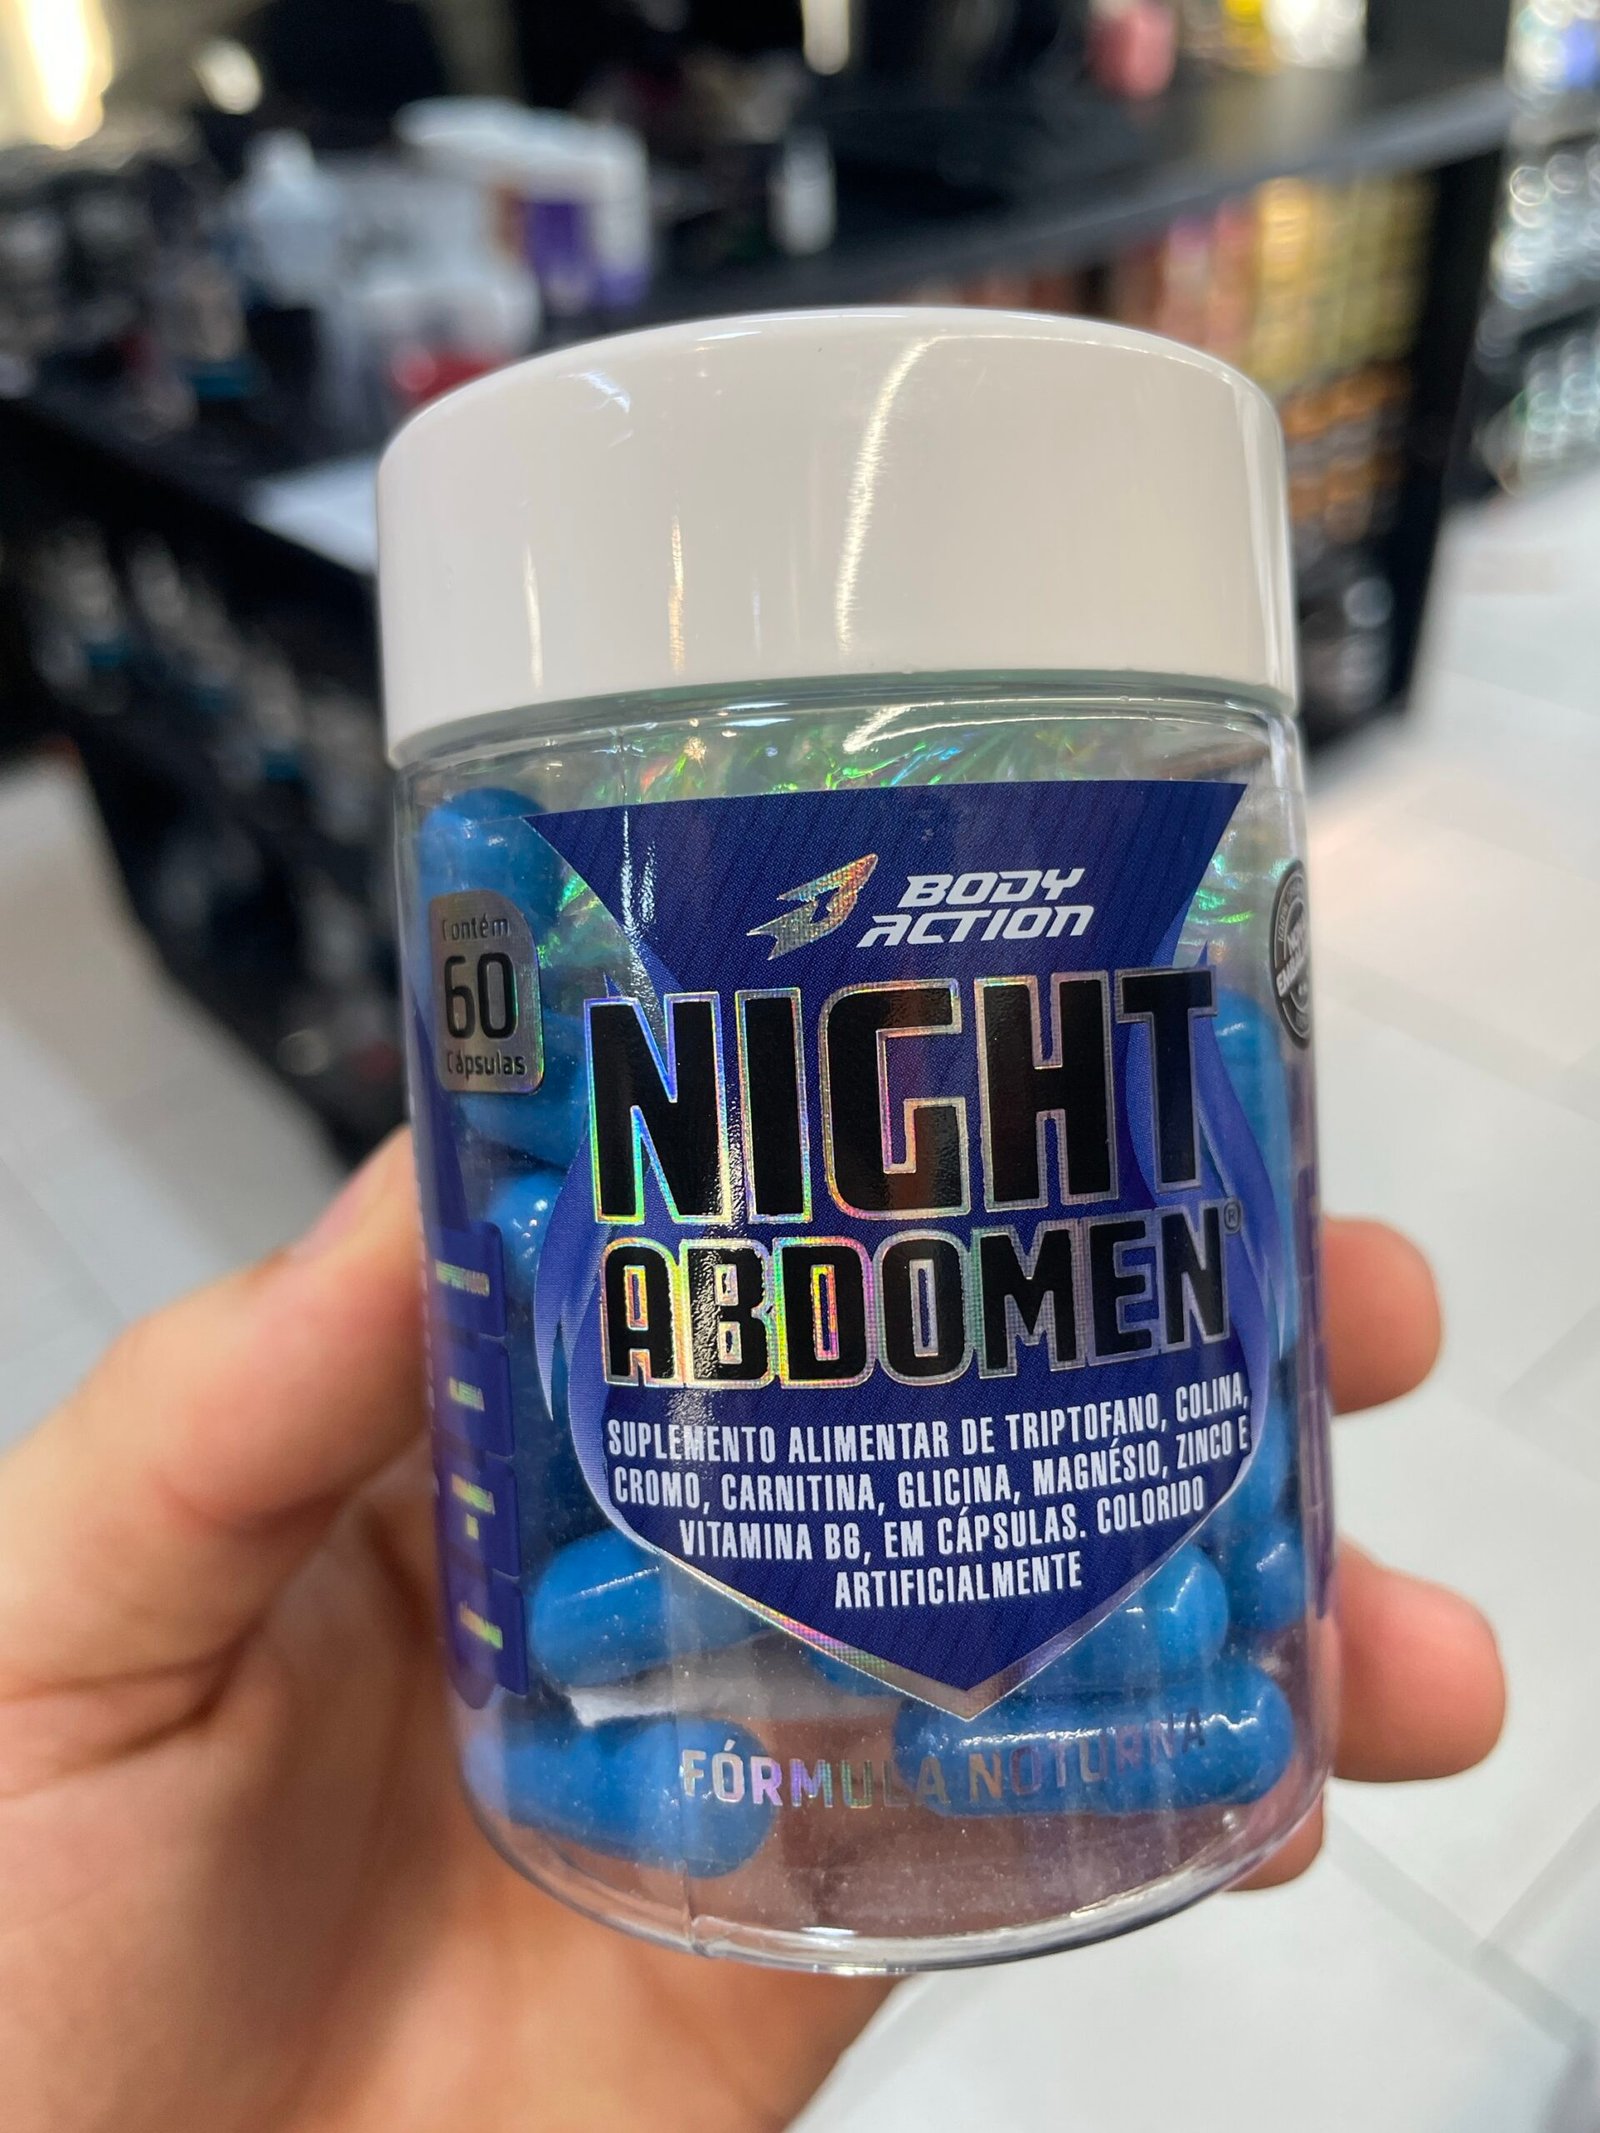 BODY
ACTION
Contém
60
Cápsulas
NIGHT
ABDOMEN®
SUPLEMENTO ALIMENTAR DE TRIPTOFANO, COLINA,
CROMO, CARNITINA, GLICINA, MAGNÉSIO, ZINCO E
VITAMINA B6, EM CÁPSULAS. COLORIDO
ARTIFICIALMENTE
FÓRMULA NOTURNA